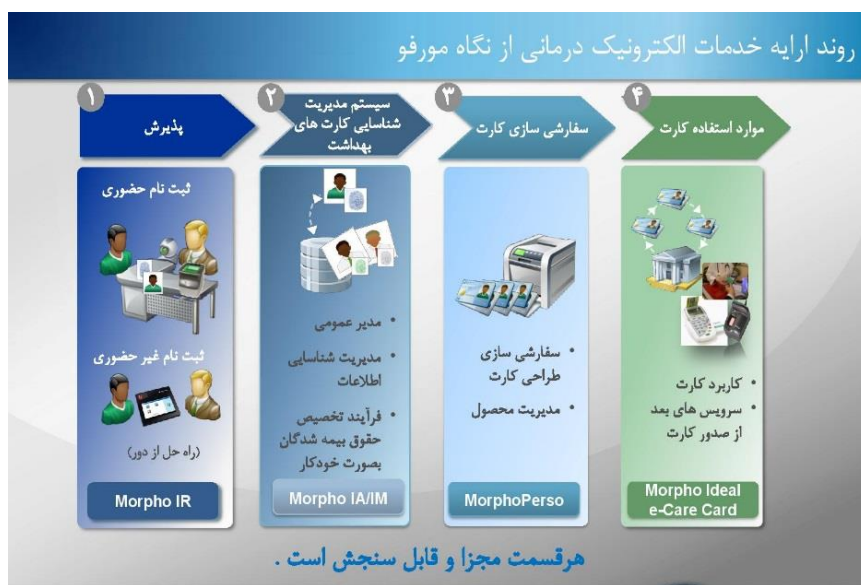 روند ارایه خدمات الکترونیک درمانی از نگاه مورفو
۱
پذیرش
ثبت نام حضوری
ثبت نام غیر حضوری
(راه حل از دور)
Morpho IR
۲
سیستم مدیریت
شناسایی کارت های
بهداشت
• مدیر عمومی
• مدیریت شناسایی
اطلاعات
• فرآیند تخصیص
حقوق بیمه شدگان
بصورت خودکار
Morpho IA/IM
۳
سفارشی سازی کارت
• سفارشی سازی
طراحی کارت
• مدیریت محصول
MorphoPerso
۴
موارد استفاده کارت
• کاربرد کارت
• سرویس های بعد
از صدور کارت
Morpho Ideal
e-Care Card
هرقسمت مجزا و قابل سنجش است .